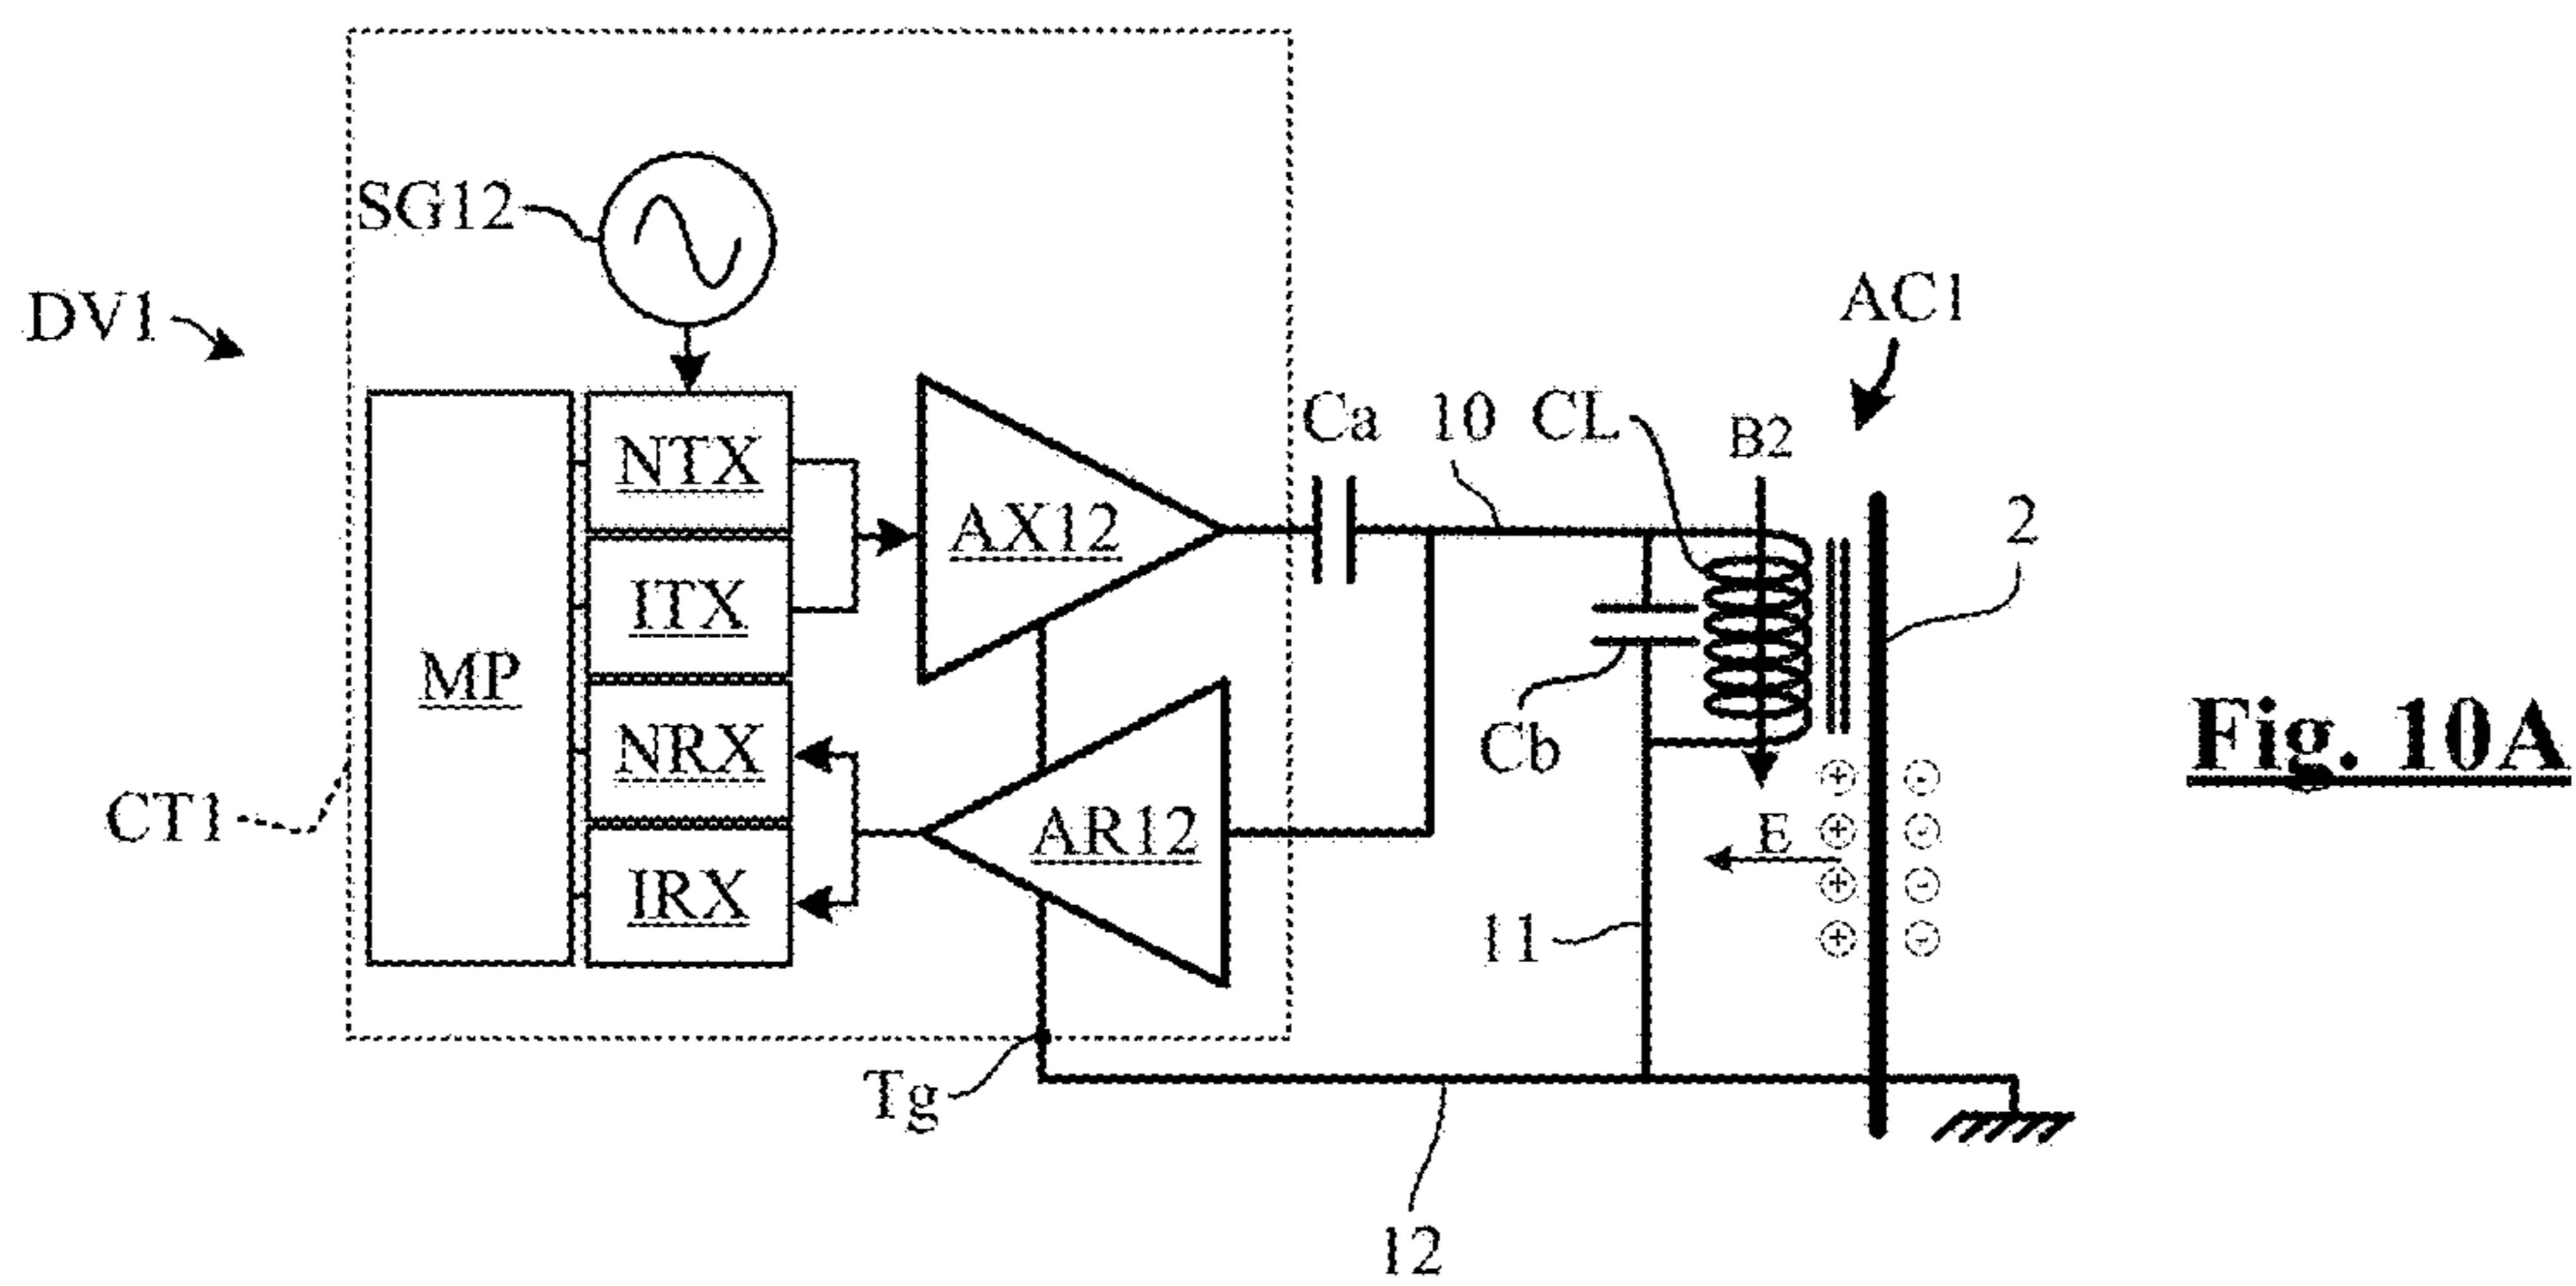 SG12
DV1
AC1
Ca 10 CL B2
NTX
2
AX12
ITX
MP
Fig. 10A
NRX
Cb
CT1
AR12
E
IRX
11
Tg
12